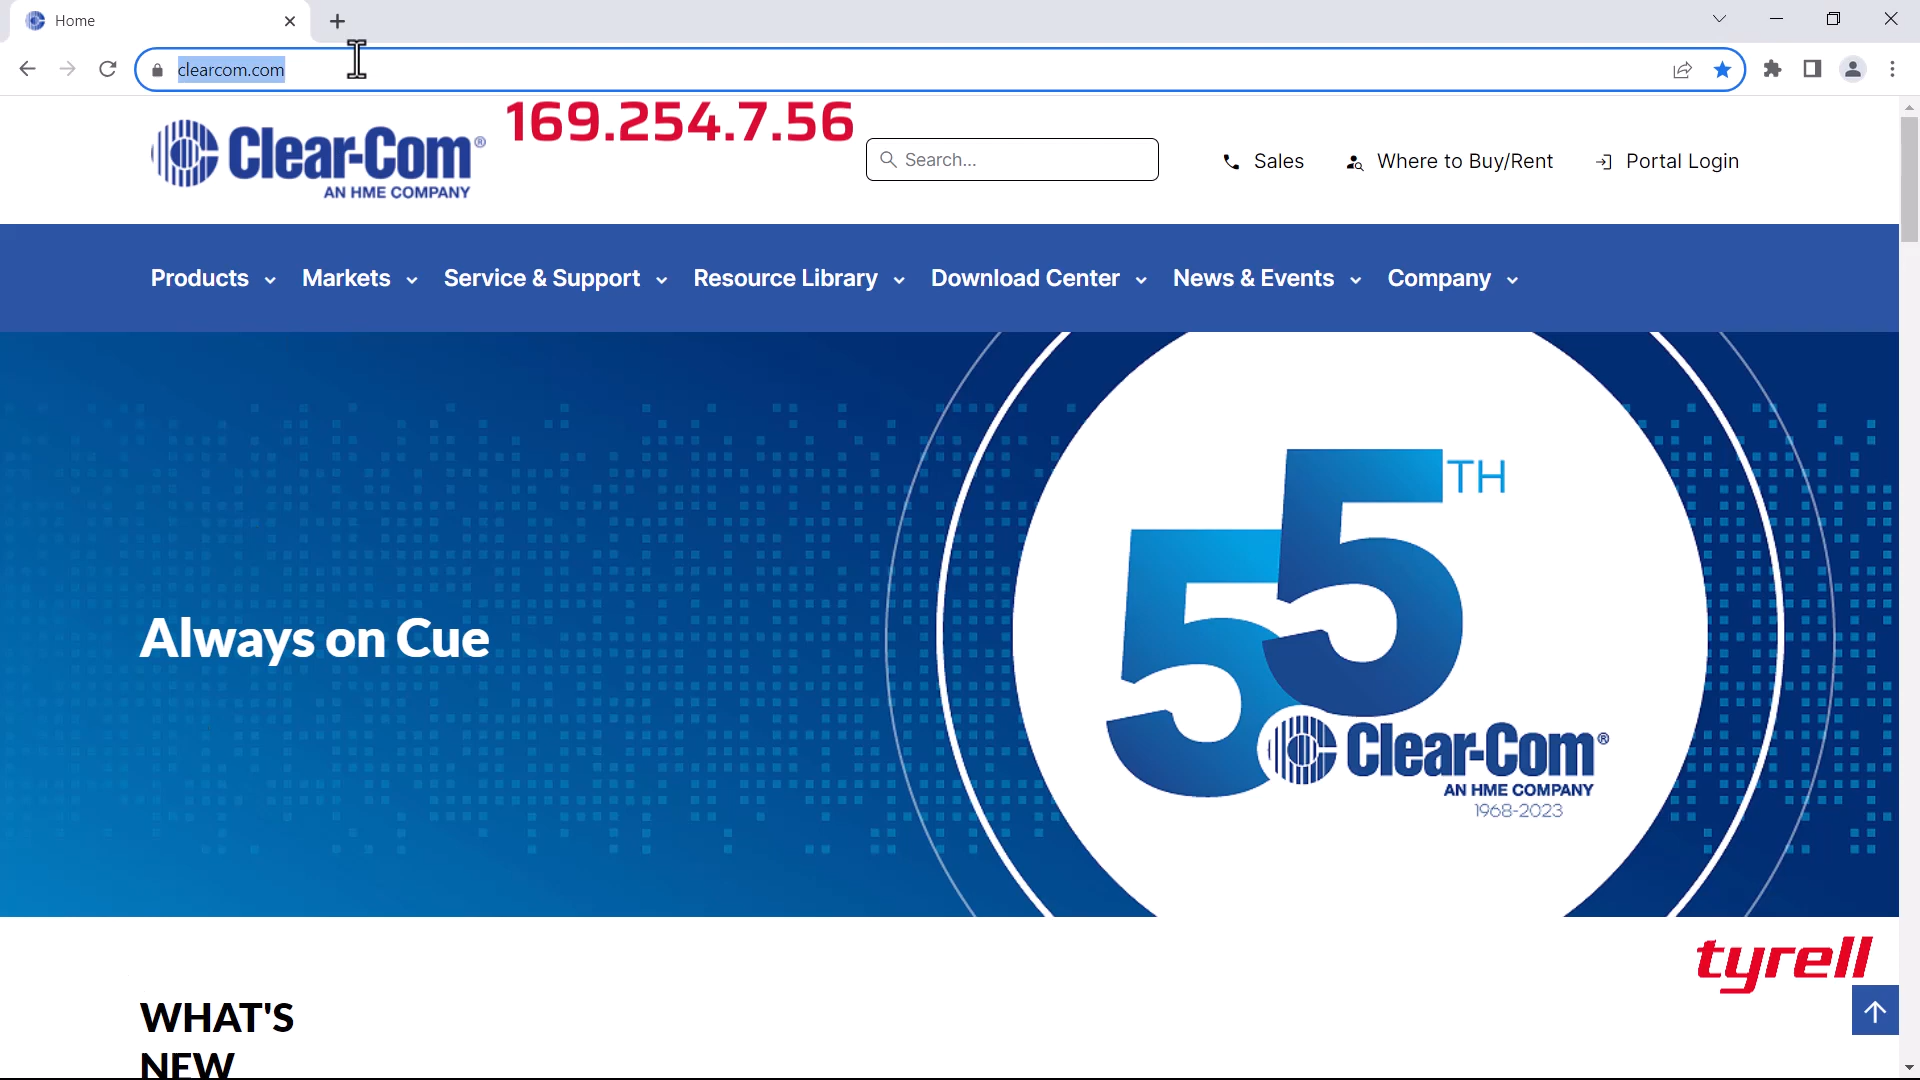 Home
clearcom.com
169.254.7.56
Clear-Com®
AN HME COMPANY
Search...
Sales
Where to Buy/Rent
Portal Login
Products
Markets
Service & Support
Resource Library
Download Center
News & Events
Company
55TH
Always on Cue
Clear-Com®
AN HME COMPANY
1968-2023
tyrell
WHAT'S
NEW